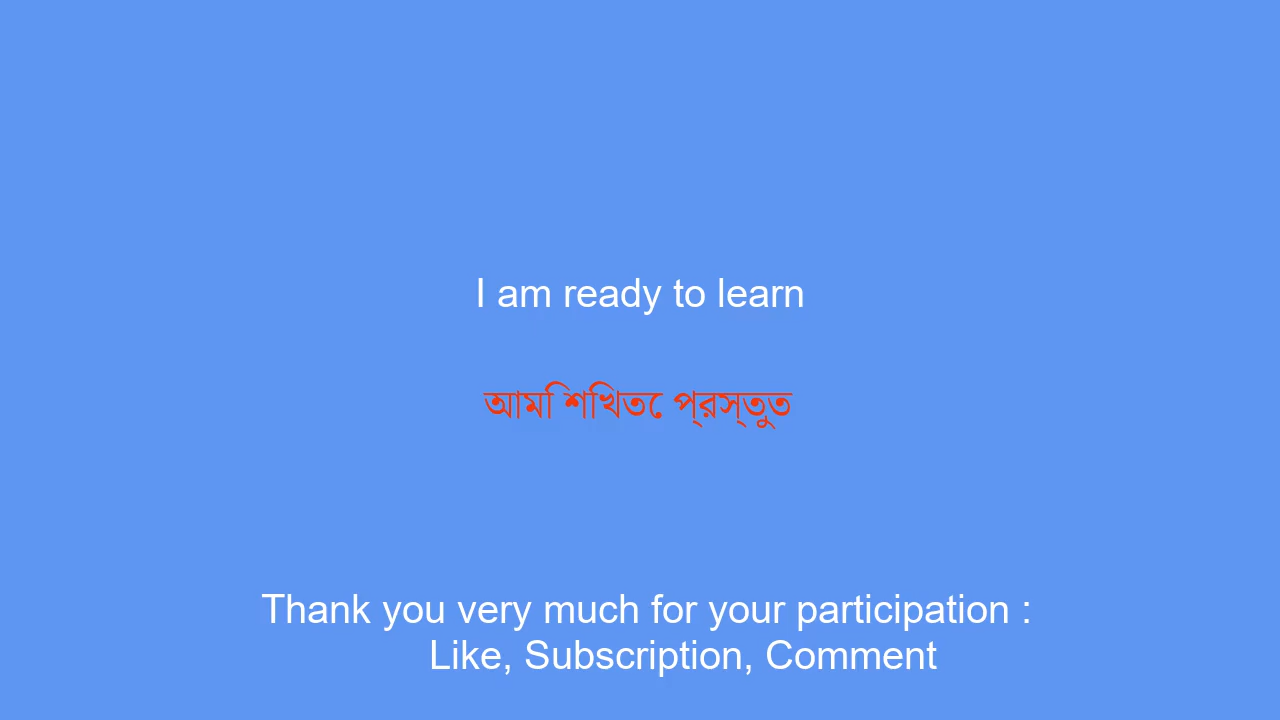 I am ready to learn
আমি শিখিতে প্রস্তুত
Thank you very much for your participation :
Like, Subscription, Comment